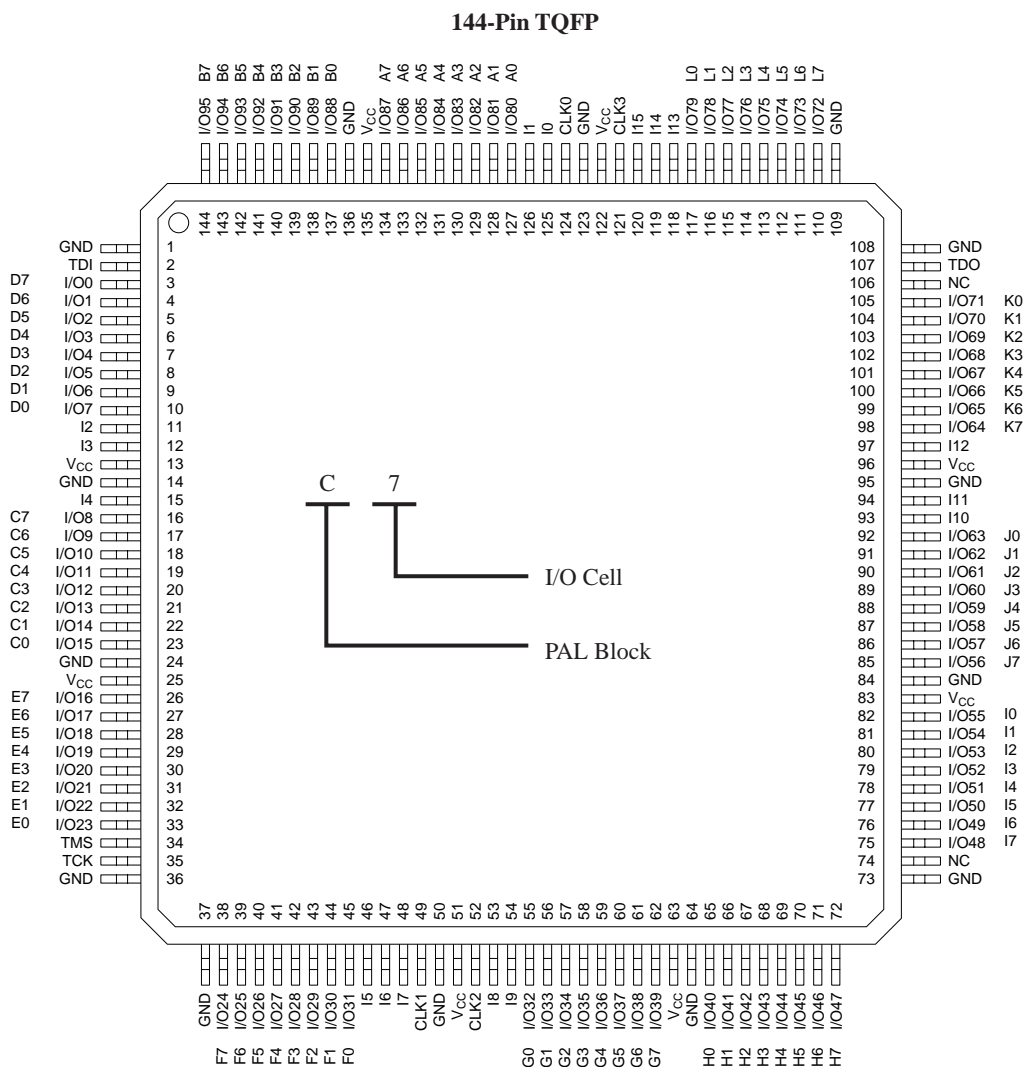 144-Pin TQFP
B7 B6 B5 B4 B3 B2 B1 B0 A7 A6 A5 A4 A3 A2 A1 A0 L0 L1 L2 L3 L4 L5 L6 L7
I/O95 I/O94 I/O93 I/O92 I/O91 I/O90 I/O89 I/O88 GND VCC I/O87 I/O86 I/O85 I/O84 I/O83 I/O82 I/O81 I/O80 I1 I0 CLK0 GND VCC CLK3 I15 I14 I13 I/O79 I/O78 I/O77 I/O76 I/O75 I/O74 I/O73 I/O72 GND
144 143 142 141 140 139 138 137 136 135 134 133 132 131 130 129 128 127 126 125 124 123 122 121 120 119 118 117 116 115 114 113 112 111 110 109
GND 1 108 GND
TDI 2 107 TDO
D7 I/O0 3 106 NC
D6 I/O1 4 105 I/O71 K0
D5 I/O2 5 104 I/O70 K1
D4 I/O3 6 103 I/O69 K2
D3 I/O4 7 102 I/O68 K3
D2 I/O5 8 101 I/O67 K4
D1 I/O6 9 100 I/O66 K5
D0 I/O7 10 99 I/O65 K6
I2 11 98 I/O64 K7
I3 12 97 I12
VCC 13 96 VCC
GND 14 C 7 95 GND
I4 15 94 I11
C7 I/O8 16 93 I10
C6 I/O9 17 92 I/O63 J0
C5 I/O10 18 91 I/O62 J1
C4 I/O11 19 I/O Cell 90 I/O61 J2
C3 I/O12 20 89 I/O60 J3
C2 I/O13 21 88 I/O59 J4
C1 I/O14 22 87 I/O58 J5
C0 I/O15 23 PAL Block 86 I/O57 J6
GND 24 85 I/O56 J7
VCC 25 84 GND
E7 I/O16 26 83 VCC
E6 I/O17 27 82 I/O55 I0
E5 I/O18 28 81 I/O54 I1
E4 I/O19 29 80 I/O53 I2
E3 I/O20 30 79 I/O52 I3
E2 I/O21 31 78 I/O51 I4
E1 I/O22 32 77 I/O50 I5
E0 I/O23 33 76 I/O49 I6
TMS 34 75 I/O48 I7
TCK 35 74 NC
GND 36 73 GND
37 38 39 40 41 42 43 44 45 46 47 48 49 50 51 52 53 54 55 56 57 58 59 60 61 62 63 64 65 66 67 68 69 70 71 72
GND I/O24 I/O25 I/O26 I/O27 I/O28 I/O29 I/O30 I/O31 I5 I6 I7 CLK1 GND VCC CLK2 I8 I9 I/O32 I/O33 I/O34 I/O35 I/O36 I/O37 I/O38 I/O39 VCC GND I/O40 I/O41 I/O42 I/O43 I/O44 I/O45 I/O46 I/O47
F7 F6 F5 F4 F3 F2 F1 F0 G0 G1 G2 G3 G4 G5 G6 G7 H0 H1 H2 H3 H4 H5 H6 H7